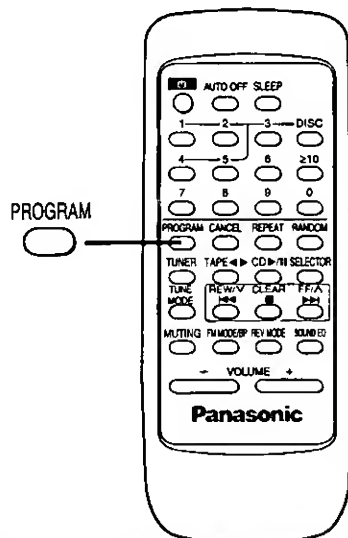 AUTO OFF SLEEP
1 2 3 DISC
4 5 6 ≥10
7 8 9 0
PROGRAM
PROGRAM CANCEL REPEAT RANDOM
TUNER TAPE◀▶ CD▶/II SELECTOR
TUNE MODE REW/∨ CLEAR FF/∧
MUTING FM MODE/BP REV MODE SOUND EQ
− VOLUME +
Panasonic